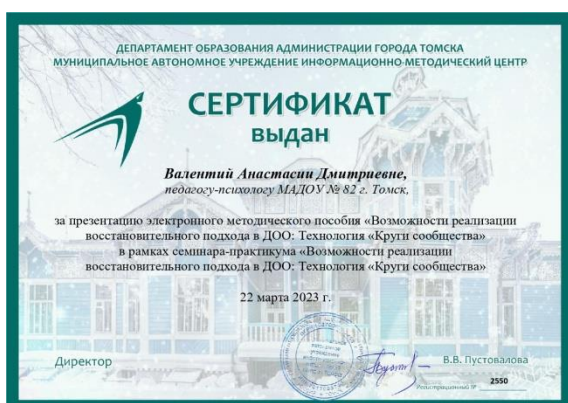 ДЕПАРТАМЕНТ ОБРАЗОВАНИЯ АДМИНИСТРАЦИИ ГОРОДА ТОМСКА
МУНИЦИПАЛЬНОЕ АВТОНОМНОЕ УЧРЕЖДЕНИЕ ИНФОРМАЦИОННО-МЕТОДИЧЕСКИЙ ЦЕНТР
СЕРТИФИКАТ
выдан
Валентий Анастасии Дмитриевне,
педагогу-психологу МАДОУ № 82 г. Томск,
за презентацию электронного методического пособия «Возможности реализации
восстановительного подхода в ДОО: Технология «Круги сообщества»
в рамках семинара-практикума «Возможности реализации
восстановительного подхода в ДОО: Технология «Круги сообщества»
22 марта 2023 г.
Директор
В.В. Пустовалова
Регистрационный № 2550